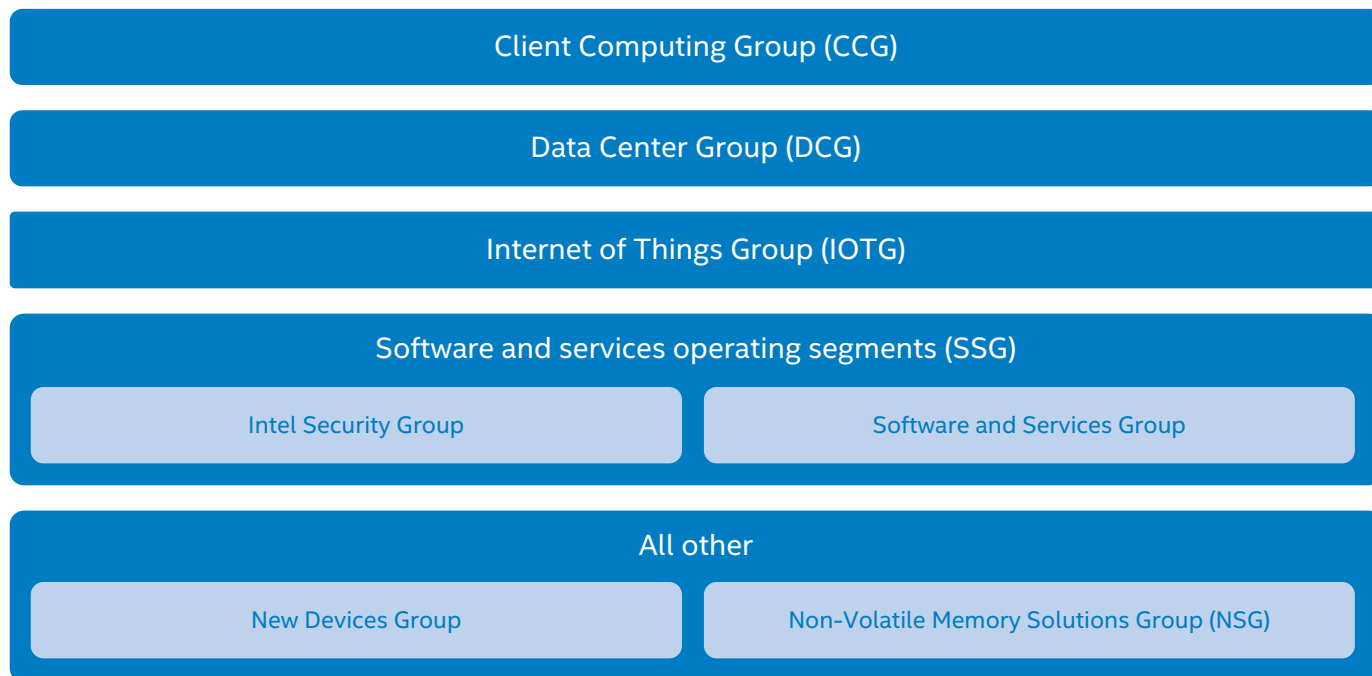 Client Computing Group (CCG)
Data Center Group (DCG)
Internet of Things Group (IOTG)
Software and services operating segments (SSG)
Intel Security Group
Software and Services Group
All other
New Devices Group
Non-Volatile Memory Solutions Group (NSG)